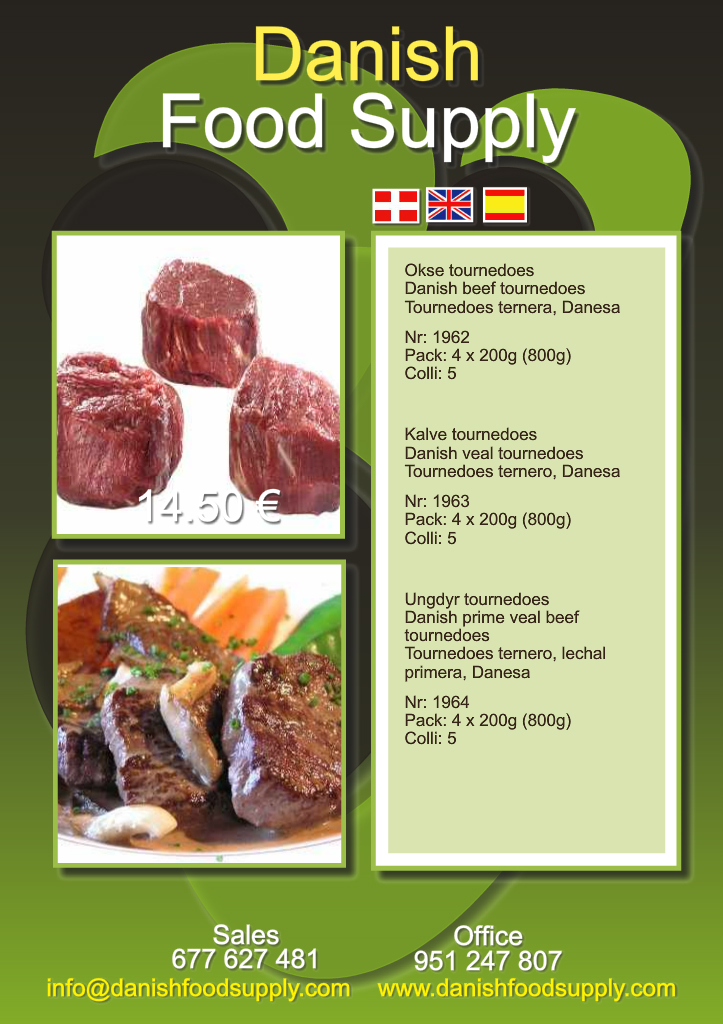 Danish
Food Supply
14.50 €
Okse tournedoes
Danish beef tournedoes
Tournedoes ternera, Danesa
Nr: 1962
Pack: 4 x 200g (800g)
Colli: 5
Kalve tournedoes
Danish veal tournedoes
Tournedoes ternero, Danesa
Nr: 1963
Pack: 4 x 200g (800g)
Colli: 5
Ungdyr tournedoes
Danish prime veal beef
tournedoes
Tournedoes ternero, lechal
primera, Danesa
Nr: 1964
Pack: 4 x 200g (800g)
Colli: 5
Sales
677 627 481
info@danishfoodsupply.com
Office
951 247 807
www.danishfoodsupply.com